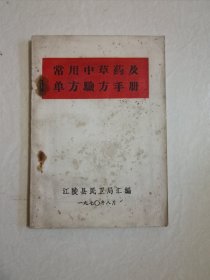 常用中草药及
单方験方手册
江陵县民卫局汇编
一九七〇年八月